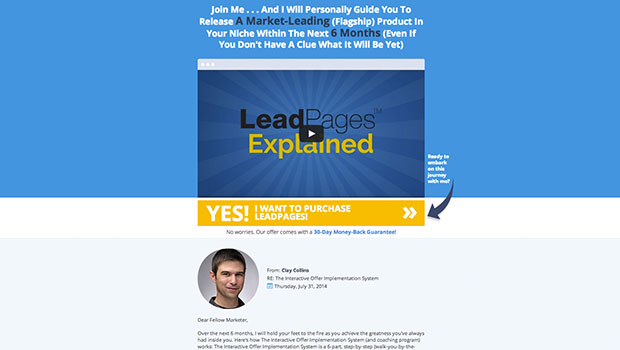 Join Me . . . And I Will Personally Guide You To
Release A Market-Leading (Flagship) Product In
Your Niche Within The Next 6 Months (Even If
You Don't Have A Clue What It Will Be Yet)
LeadPages™
Explained
Ready to
embark
on this
journey
with me?
YES! I WANT TO PURCHASE
LEADPAGES!
No worries. Our offer comes with a 30-Day Money-Back Guarantee!
From: Clay Collins
RE: The Interactive Offer Implementation System
Thursday, July 31, 2014
Dear Fellow Marketer,
Over the next 6 months, I will hold your feet to the fire as you achieve the greatness you've always
had inside you. Here's how The Interactive Offer Implementation System (and coaching program)
works: The Interactive Offer Implementation System is a 6-part, step-by-step (walk-you-by-the-